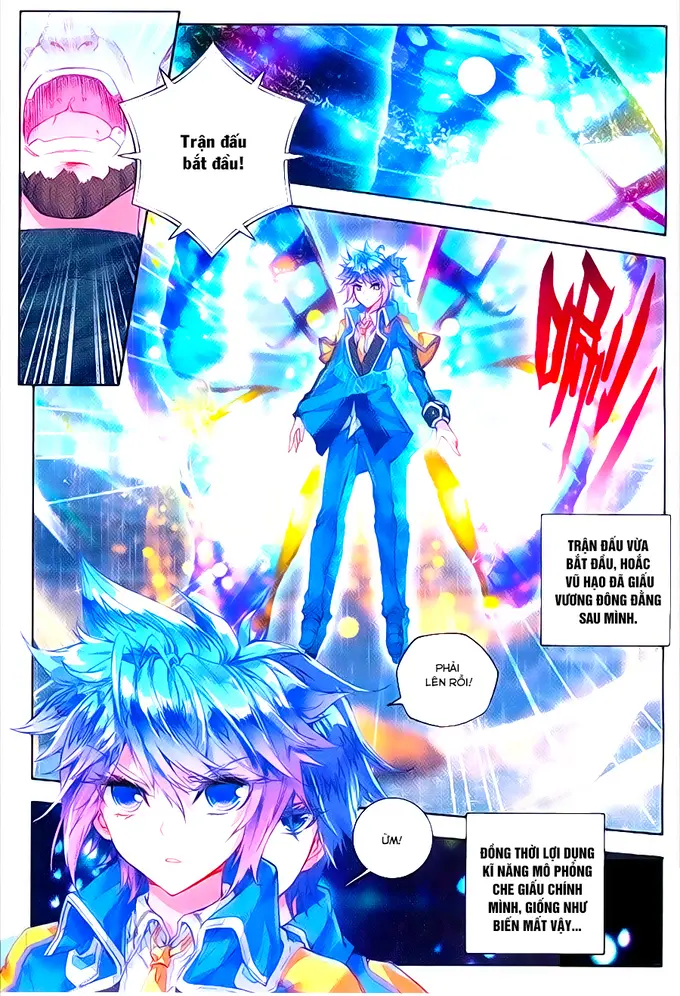 Trận đấu
bắt đầu!
唰
TRẬN ĐẤU VỪA
BẮT ĐẦU, HOẮC
VŨ HẠO ĐÃ GIẤU
VƯƠNG ĐÔNG ĐẰNG
SAU MÌNH.
PHẢI
LÊN RỒI!
ỪM!
ĐỒNG THỜI LỢI DỤNG
KĨ NĂNG MÔ PHỎNG
CHE GIẤU CHÍNH
MÌNH, GIỐNG NHƯ
BIẾN MẤT VẬY...